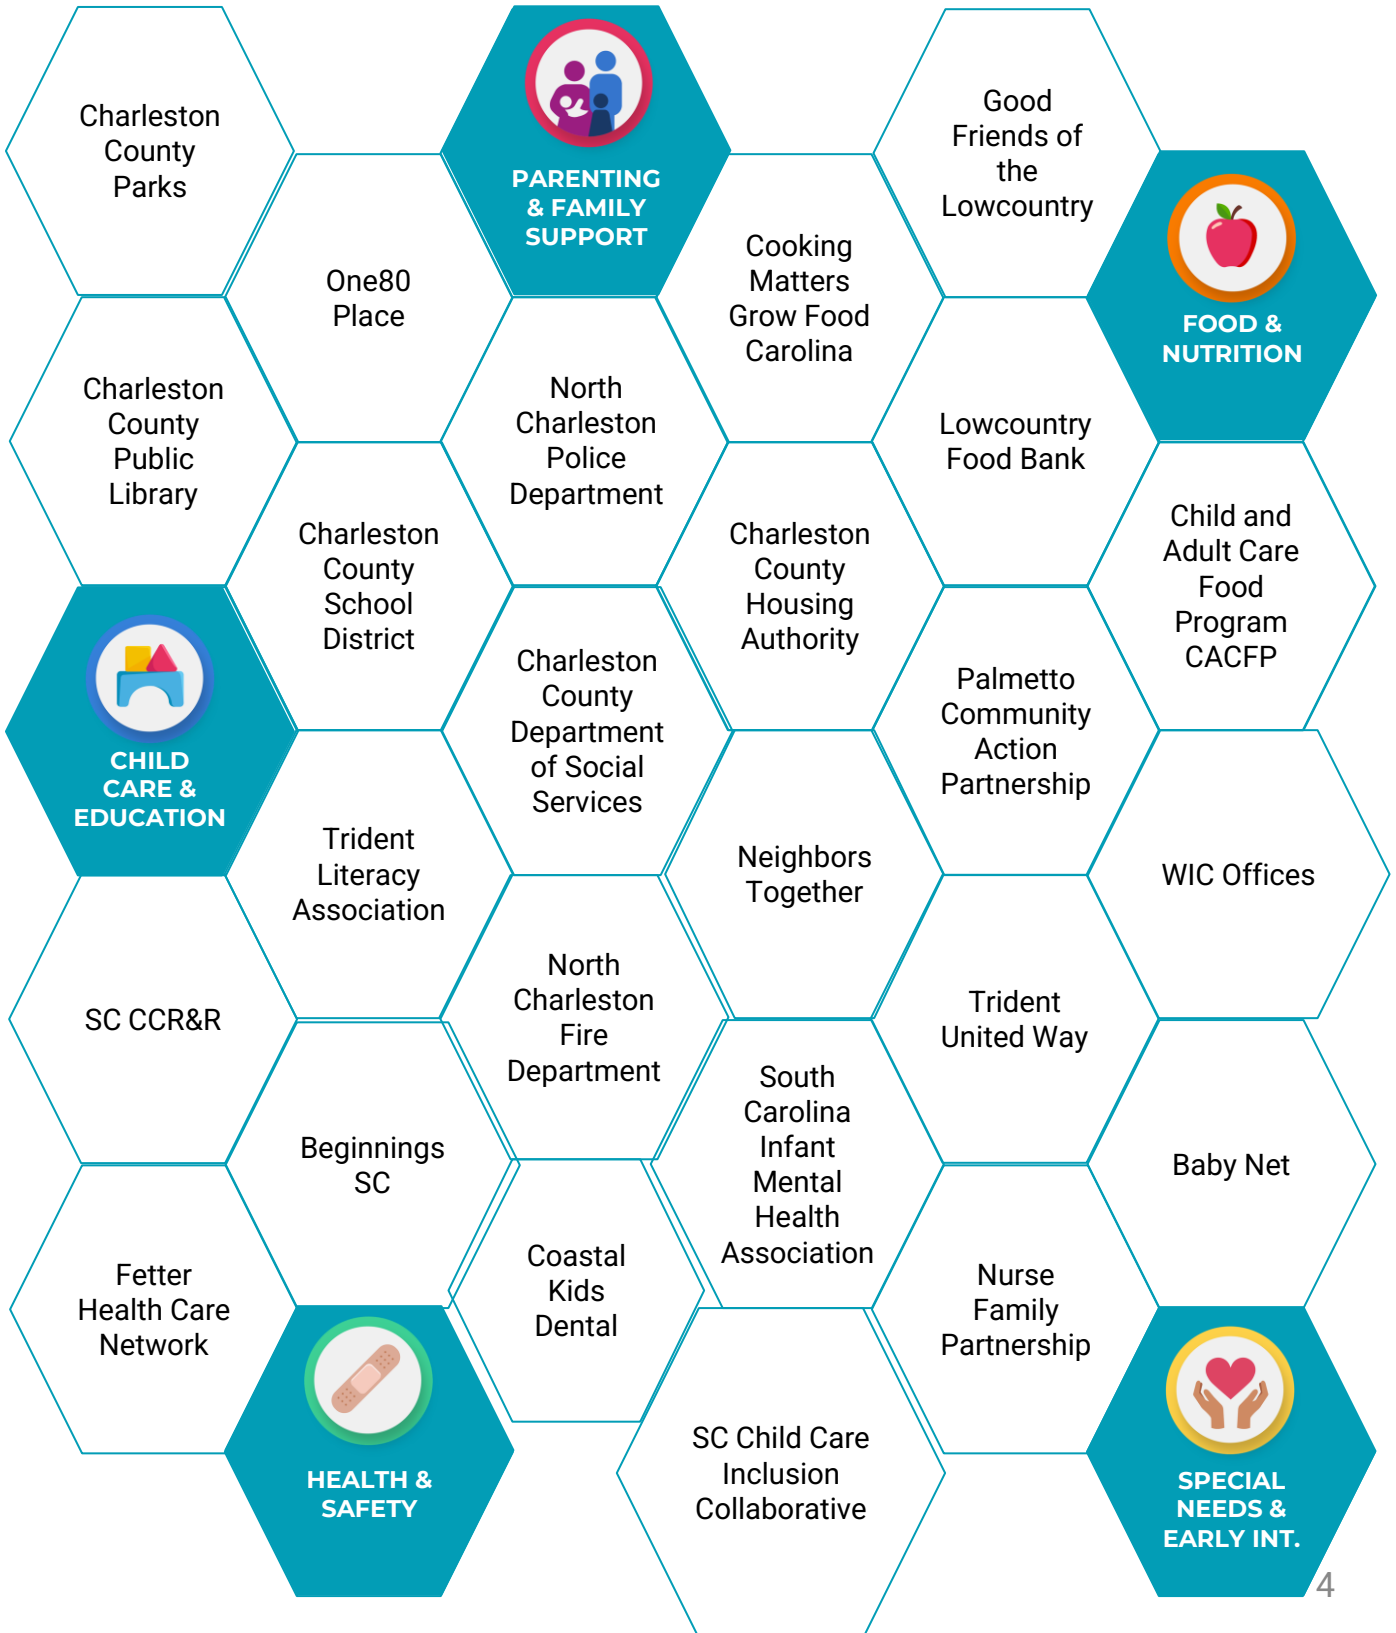 Charleston
County
Parks
PARENTING
& FAMILY
SUPPORT
Good
Friends of
the
Lowcountry
One80
Place
Cooking
Matters
Grow Food
Carolina
FOOD &
NUTRITION
Charleston
County
Public
Library
North
Charleston
Police
Department
Lowcountry
Food Bank
Charleston
County
School
District
Charleston
County
Housing
Authority
Child and
Adult Care
Food
Program
CACFP
CHILD
CARE &
EDUCATION
Charleston
County
Department
of Social
Services
Palmetto
Community
Action
Partnership
Trident
Literacy
Association
Neighbors
Together
WIC Offices
SC CCR&R
North
Charleston
Fire
Department
Trident
United Way
Beginnings
SC
South
Carolina
Infant
Mental
Health
Association
Baby Net
Fetter
Health Care
Network
Coastal
Kids
Dental
Nurse
Family
Partnership
HEALTH &
SAFETY
SC Child Care
Inclusion
Collaborative
SPECIAL
NEEDS &
EARLY INT.
4